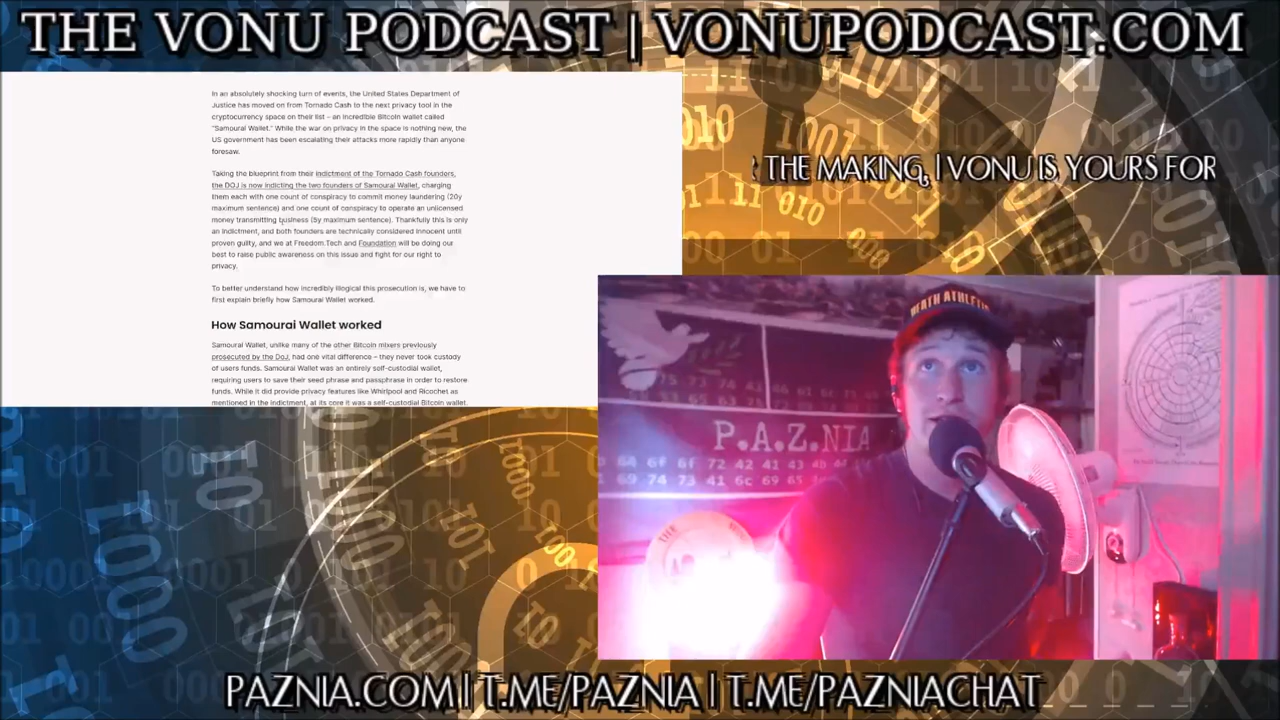 THE VONU PODCAST | VONUPODCAST.COM
In an absolutely shocking turn of events, the United States Department of
Justice has moved on from Tornado Cash to the next privacy tool in the
cryptocurrency space on their list – an incredible Bitcoin wallet called
"Samourai Wallet." While the war on privacy in the space is nothing new, the
US government has been escalating their attacks more rapidly than anyone
foresaw.
Taking the blueprint from their indictment of the Tornado Cash founders,
the DOJ is now indicting the two founders of Samourai Wallet, charging
them each with one count of conspiracy to commit money laundering (20y
maximum sentence) and one count of conspiracy to operate an unlicensed
money transmitting business (5y maximum sentence). Thankfully this is only
an indictment, and both founders are technically considered innocent until
proven guilty, and we at Freedom.Tech and Foundation will be doing our
best to raise public awareness on this issue and fight for our right to
privacy.
To better understand how incredibly illogical this prosecution is, we have to
first explain briefly how Samourai Wallet worked.
How Samourai Wallet worked
Samourai Wallet, unlike many of the other Bitcoin mixers previously
prosecuted by the DoJ, had one vital difference – they never took custody
of users funds. Samourai Wallet was an entirely self-custodial wallet,
requiring users to save their seed phrase and passphrase in order to restore
funds. While it did provide privacy features like Whirlpool and Ricochet as
mentioned in the indictment, at its core it was a self-custodial Bitcoin wallet.
THE MAKING, | VONU IS YOURS FOR
HEATH ATHLETIC
P.A.Z.NIA
PAZNIA.COM | T.ME/PAZNIA | T.ME/PAZNIACHAT